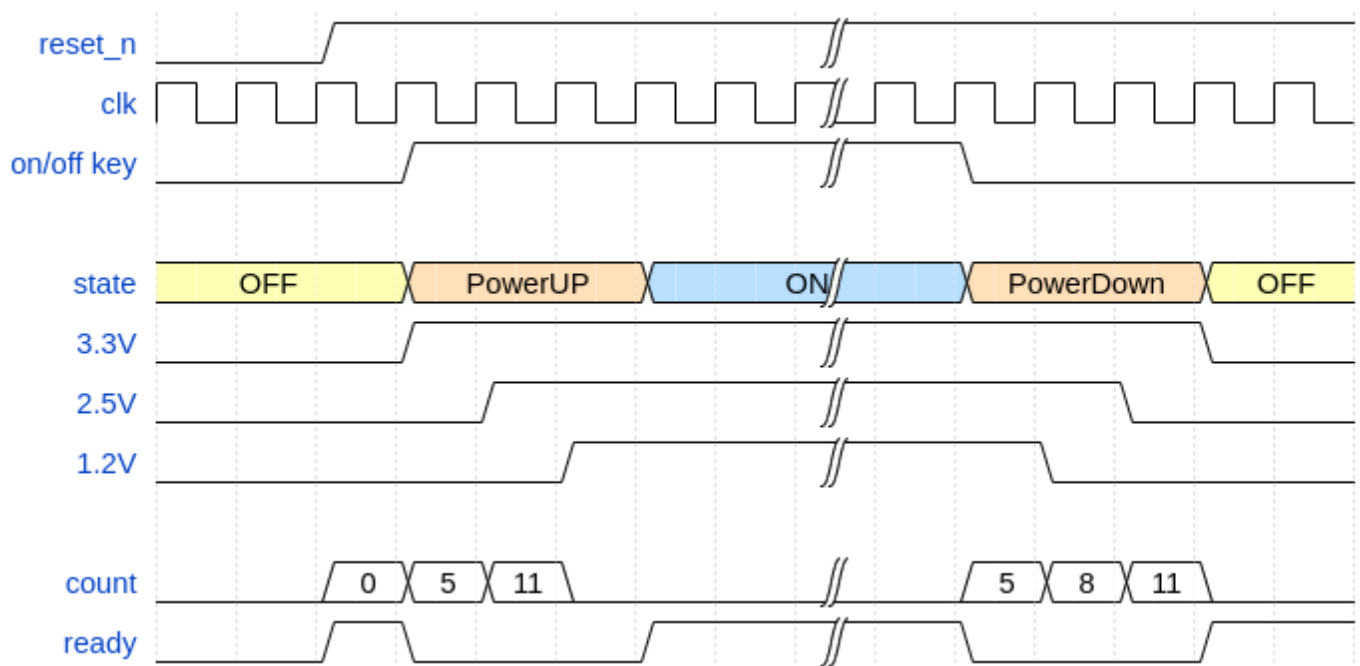 reset_n
clk
on/off key
state OFF PowerUP ON PowerDown OFF
3.3V
2.5V
1.2V
count 0 5 11 5 8 11
ready